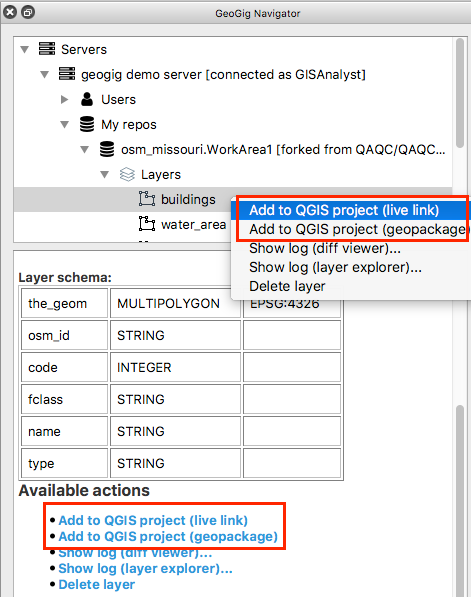 GeoGig Navigator
Servers
geogig demo server [connected as GISAnalyst]
Users
My repos
osm_missouri.WorkArea1 [forked from QAQC/QAQC...
Layers
buildings
water_area
Add to QGIS project (live link)
Add to QGIS project (geopackage
Show log (diff viewer)...
Show log (layer explorer)...
Delete layer
Layer schema:
the_geom MULTIPOLYGON EPSG:4326
osm_id STRING
code INTEGER
fclass STRING
name STRING
type STRING
Available actions
• Add to QGIS project (live link)
• Add to QGIS project (geopackage)
• Show log (diff viewer)...
• Show log (layer explorer)...
• Delete layer